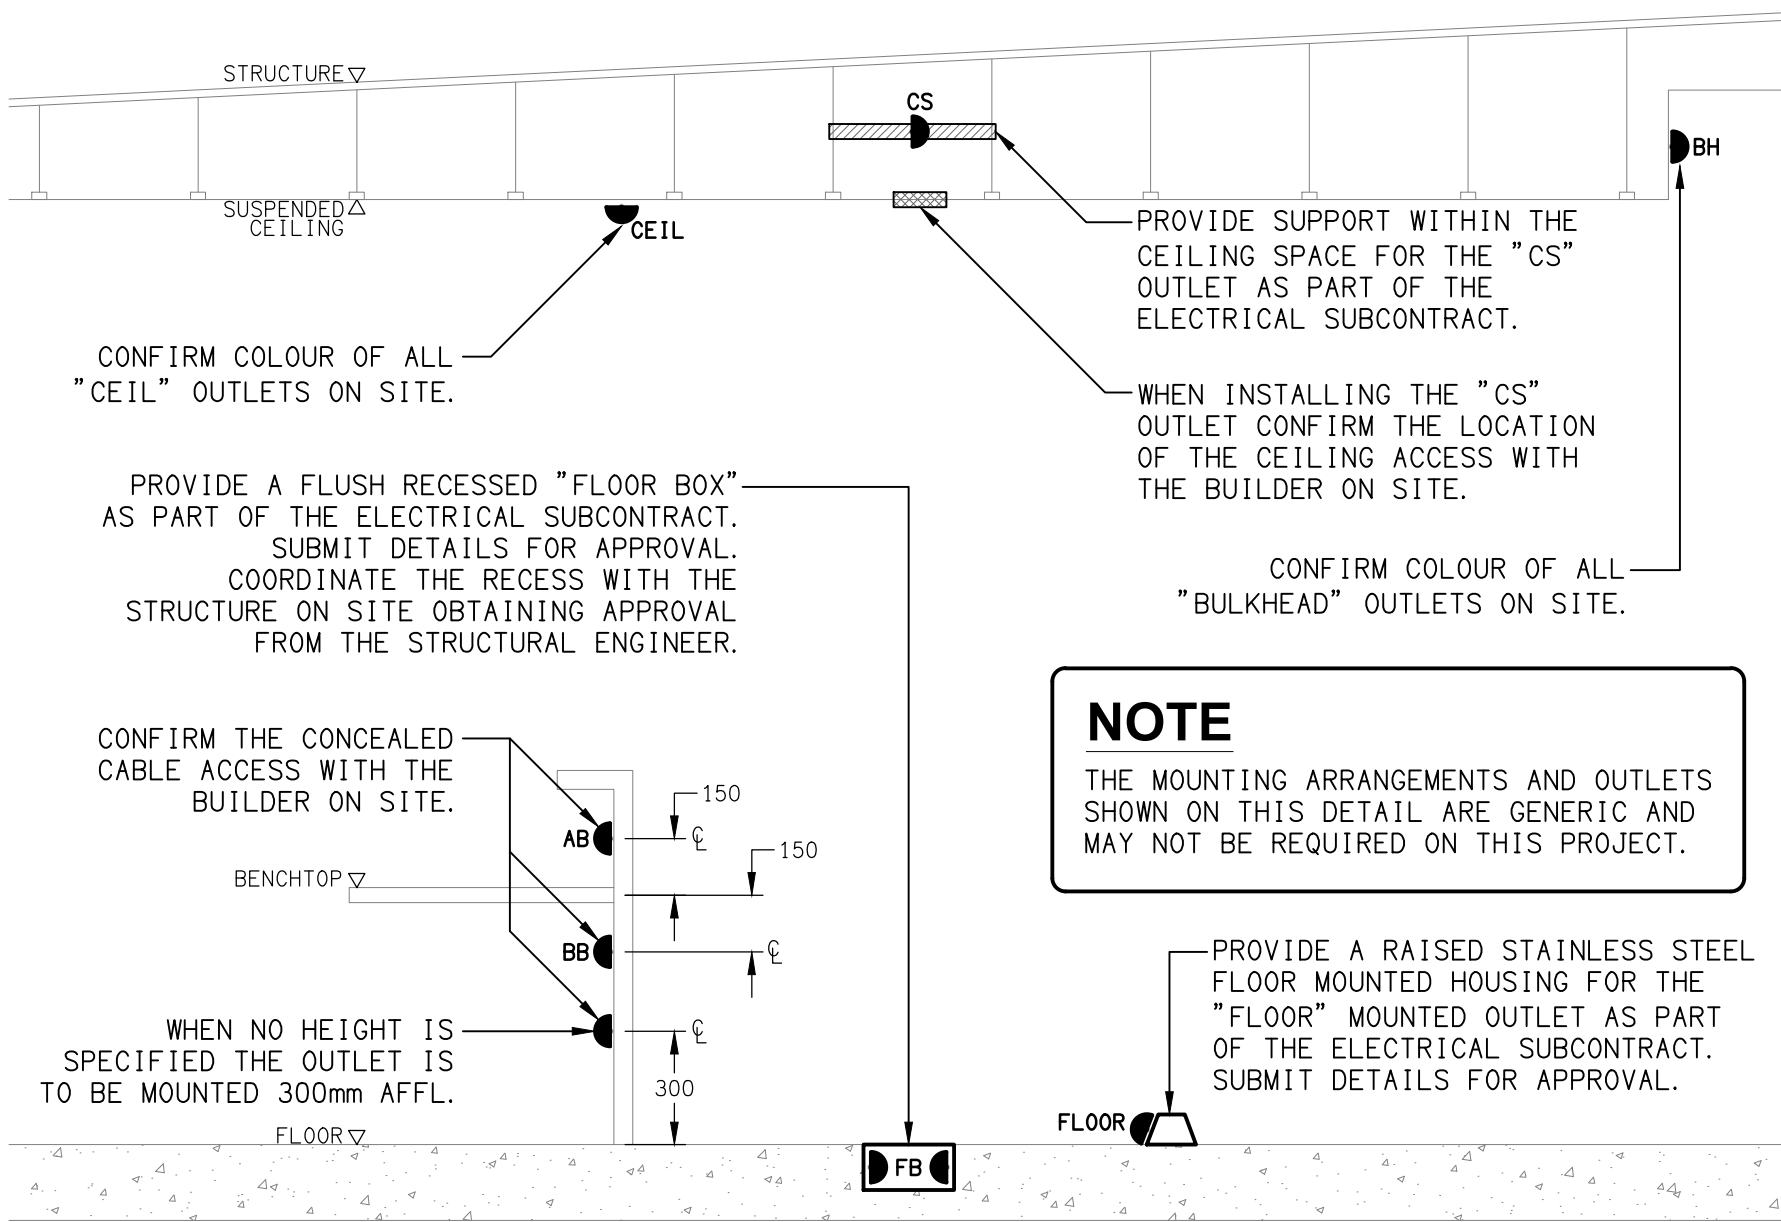 STRUCTURE
CS
BH
SUSPENDED
CEILING
CEIL
PROVIDE SUPPORT WITHIN THE
CEILING SPACE FOR THE "CS"
OUTLET AS PART OF THE
ELECTRICAL SUBCONTRACT.
CONFIRM COLOUR OF ALL
"CEIL" OUTLETS ON SITE.
WHEN INSTALLING THE "CS"
OUTLET CONFIRM THE LOCATION
OF THE CEILING ACCESS WITH
THE BUILDER ON SITE.
PROVIDE A FLUSH RECESSED "FLOOR BOX"
AS PART OF THE ELECTRICAL SUBCONTRACT.
SUBMIT DETAILS FOR APPROVAL.
COORDINATE THE RECESS WITH THE
STRUCTURE ON SITE OBTAINING APPROVAL
FROM THE STRUCTURAL ENGINEER.
CONFIRM COLOUR OF ALL
"BULKHEAD" OUTLETS ON SITE.
NOTE
THE MOUNTING ARRANGEMENTS AND OUTLETS
SHOWN ON THIS DETAIL ARE GENERIC AND
MAY NOT BE REQUIRED ON THIS PROJECT.
CONFIRM THE CONCEALED
CABLE ACCESS WITH THE
BUILDER ON SITE.
150
AB
℄
150
BENCHTOP
BB
℄
WHEN NO HEIGHT IS
SPECIFIED THE OUTLET IS
TO BE MOUNTED 300mm AFFL.
℄
300
PROVIDE A RAISED STAINLESS STEEL
FLOOR MOUNTED HOUSING FOR THE
"FLOOR" MOUNTED OUTLET AS PART
OF THE ELECTRICAL SUBCONTRACT.
SUBMIT DETAILS FOR APPROVAL.
FLOOR
FLOOR
FB